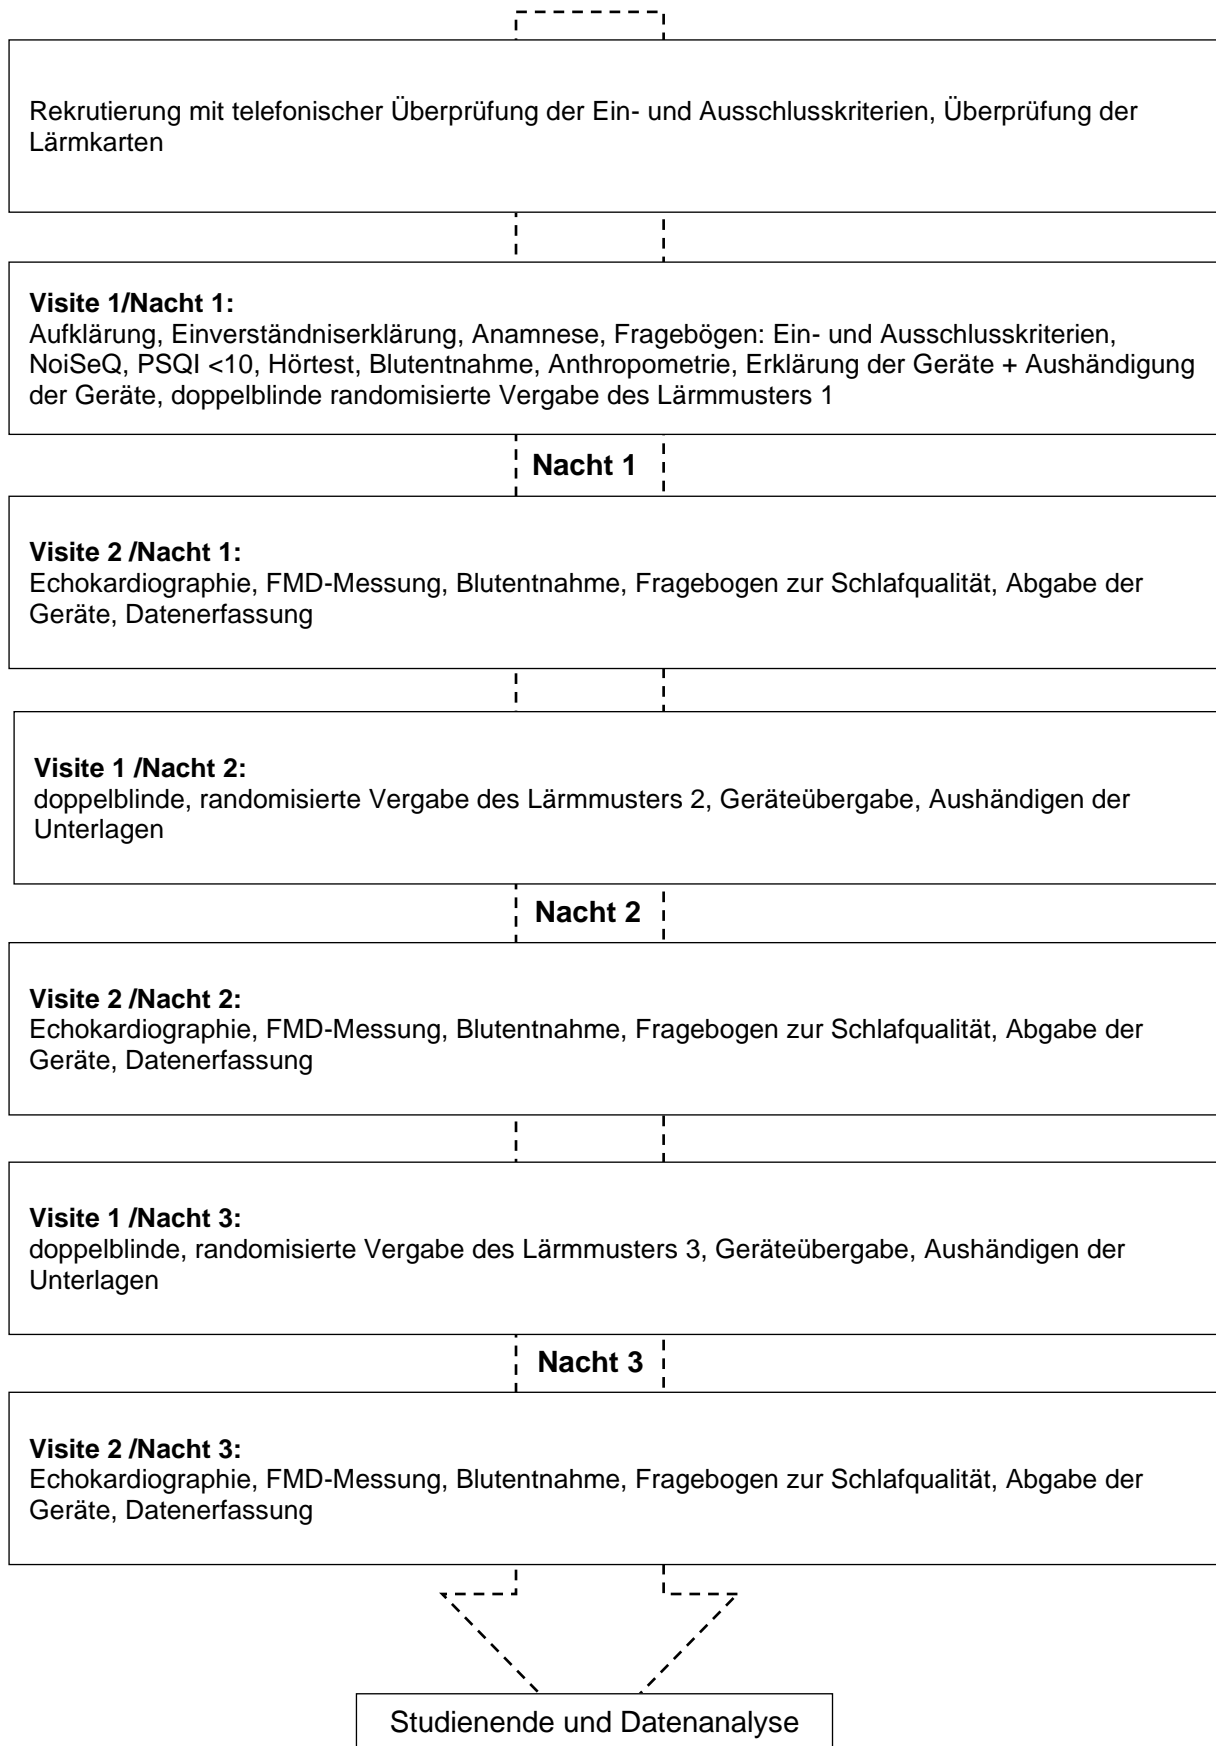 Rekrutierung mit telefonischer Überprüfung der Ein- und Ausschlusskriterien, Überprüfung der
Lärmkarten
Visite 1/Nacht 1:
Aufklärung, Einverständniserklärung, Anamnese, Fragebögen: Ein- und Ausschlusskriterien,
NoiSeQ, PSQI <10, Hörtest, Blutentnahme, Anthropometrie, Erklärung der Geräte + Aushändigung
der Geräte, doppelblinde randomisierte Vergabe des Lärmmusters 1
Nacht 1
Visite 2 /Nacht 1:
Echokardiographie, FMD-Messung, Blutentnahme, Fragebogen zur Schlafqualität, Abgabe der
Geräte, Datenerfassung
Visite 1 /Nacht 2:
doppelblinde, randomisierte Vergabe des Lärmmusters 2, Geräteübergabe, Aushändigen der
Unterlagen
Nacht 2
Visite 2 /Nacht 2:
Echokardiographie, FMD-Messung, Blutentnahme, Fragebogen zur Schlafqualität, Abgabe der
Geräte, Datenerfassung
Visite 1 /Nacht 3:
doppelblinde, randomisierte Vergabe des Lärmmusters 3, Geräteübergabe, Aushändigen der
Unterlagen
Nacht 3
Visite 2 /Nacht 3:
Echokardiographie, FMD-Messung, Blutentnahme, Fragebogen zur Schlafqualität, Abgabe der
Geräte, Datenerfassung
Studienende und Datenanalyse